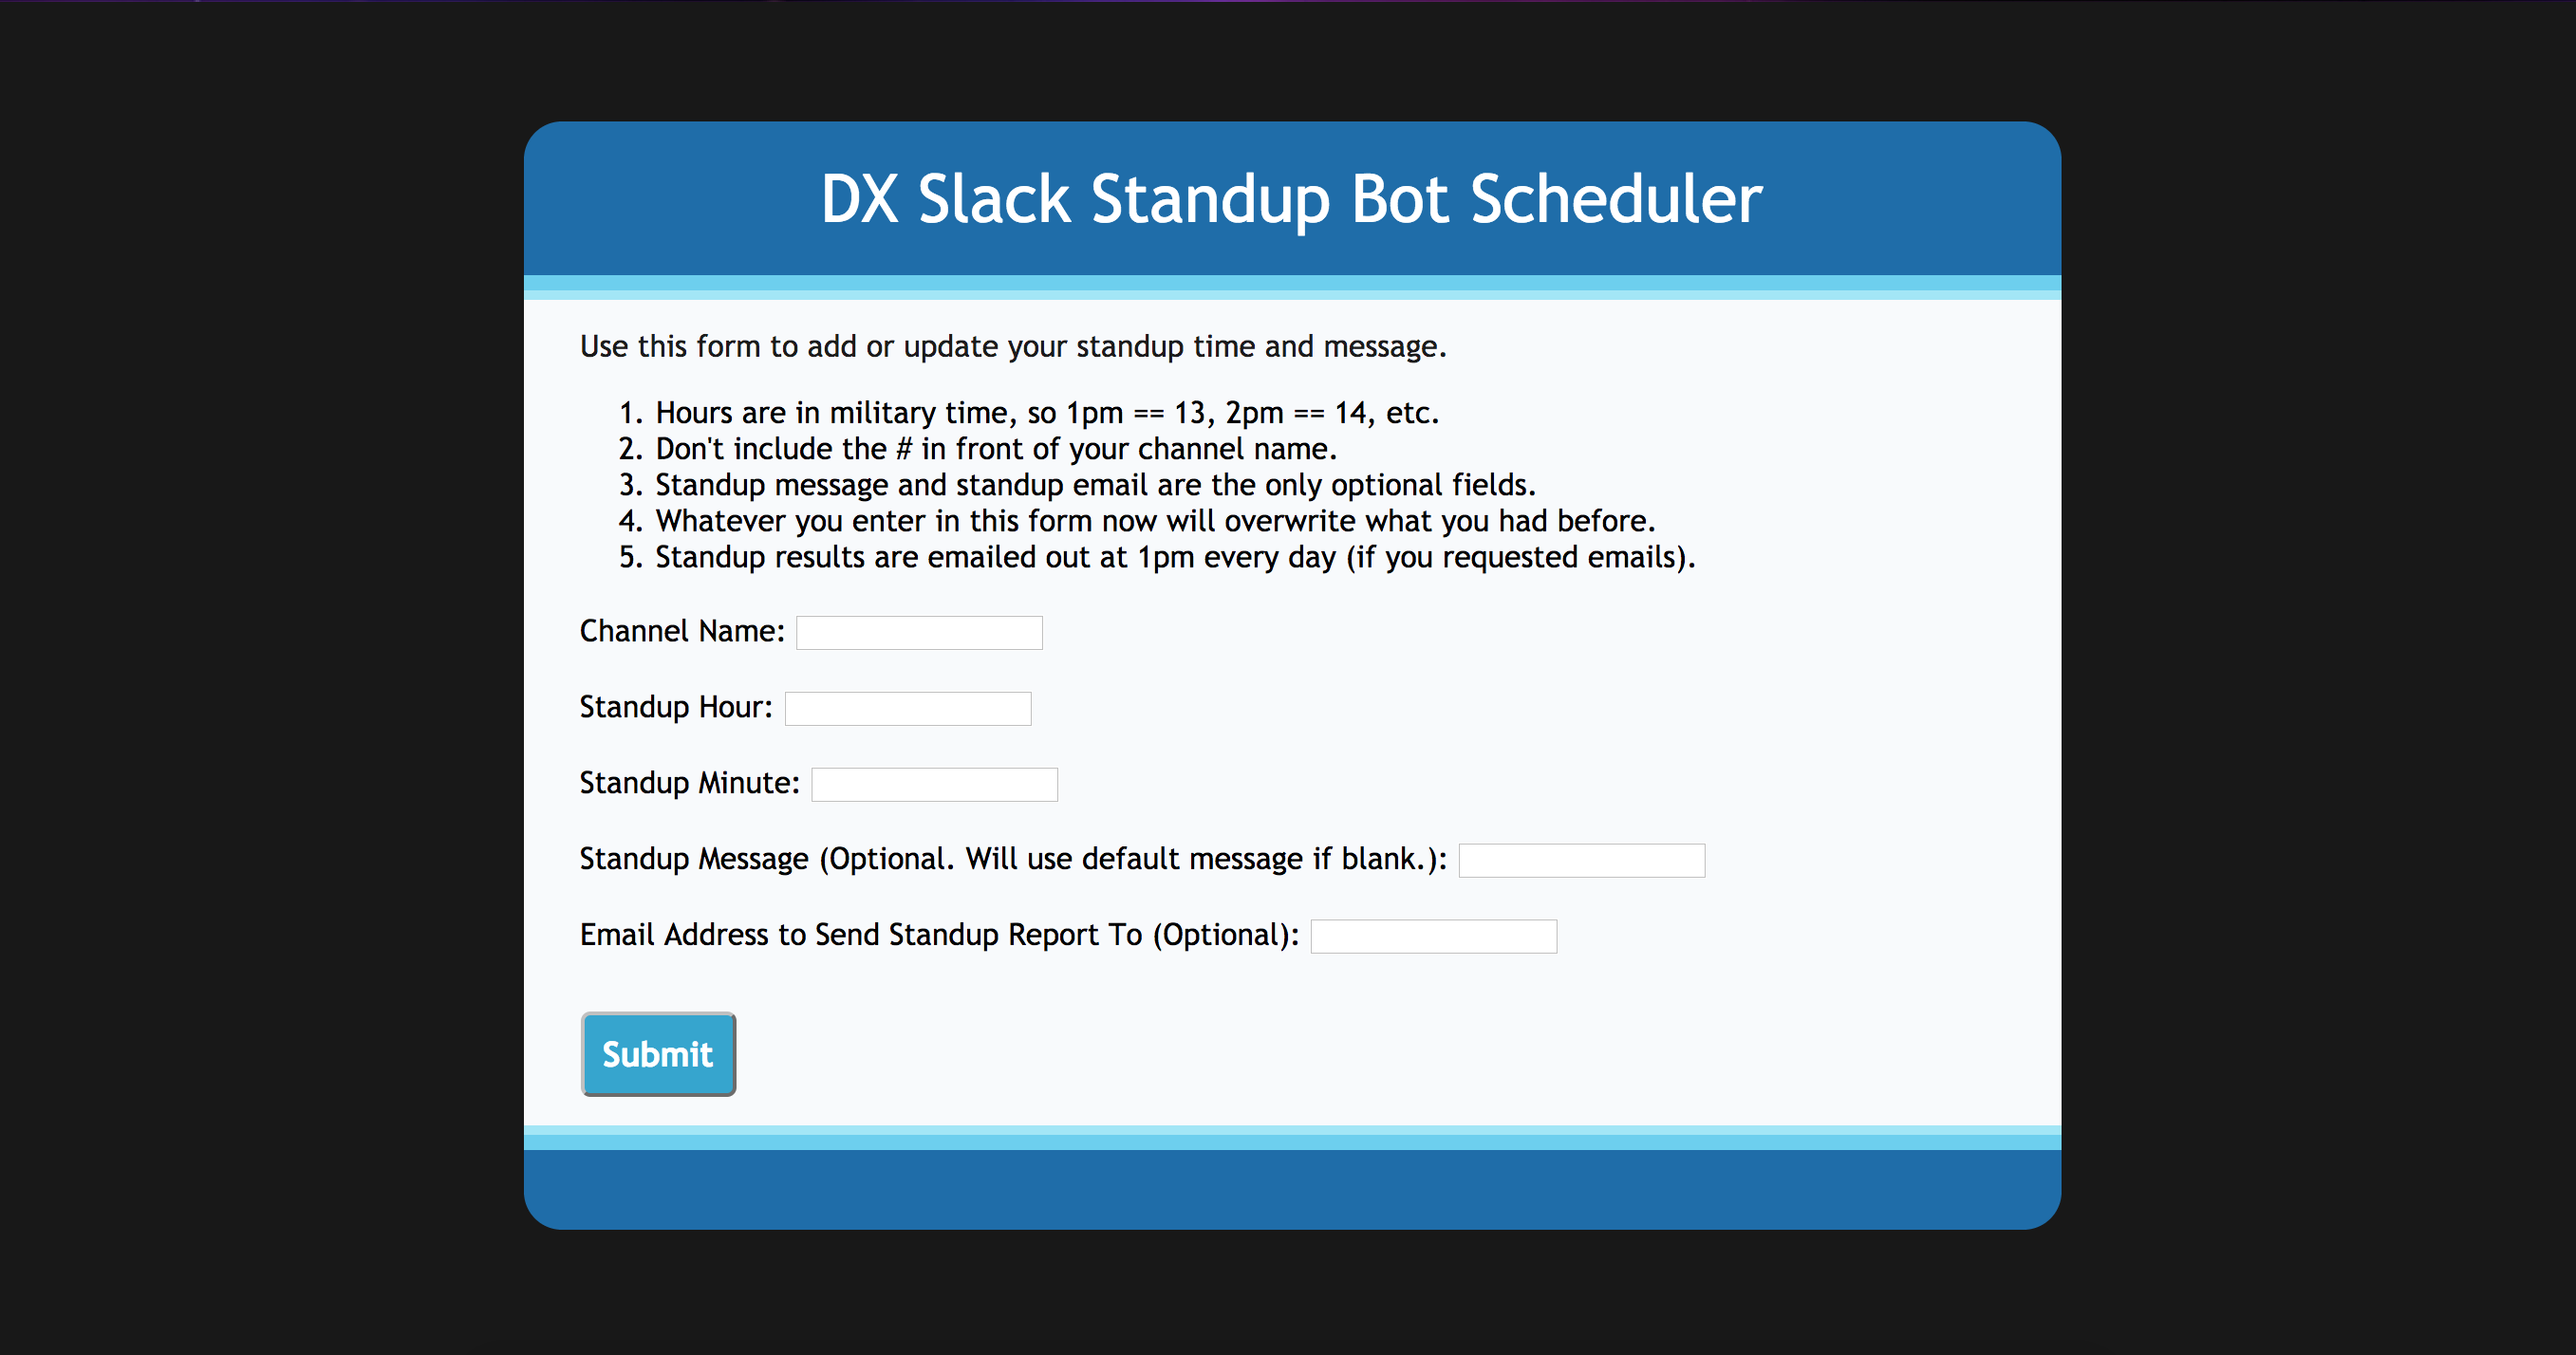 DX Slack Standup Bot Scheduler
Use this form to add or update your standup time and message.
1. Hours are in military time, so 1pm == 13, 2pm == 14, etc.
2. Don't include the # in front of your channel name.
3. Standup message and standup email are the only optional fields.
4. Whatever you enter in this form now will overwrite what you had before.
5. Standup results are emailed out at 1pm every day (if you requested emails).
Channel Name:
Standup Hour:
Standup Minute:
Standup Message (Optional. Will use default message if blank.):
Email Address to Send Standup Report To (Optional):
Submit